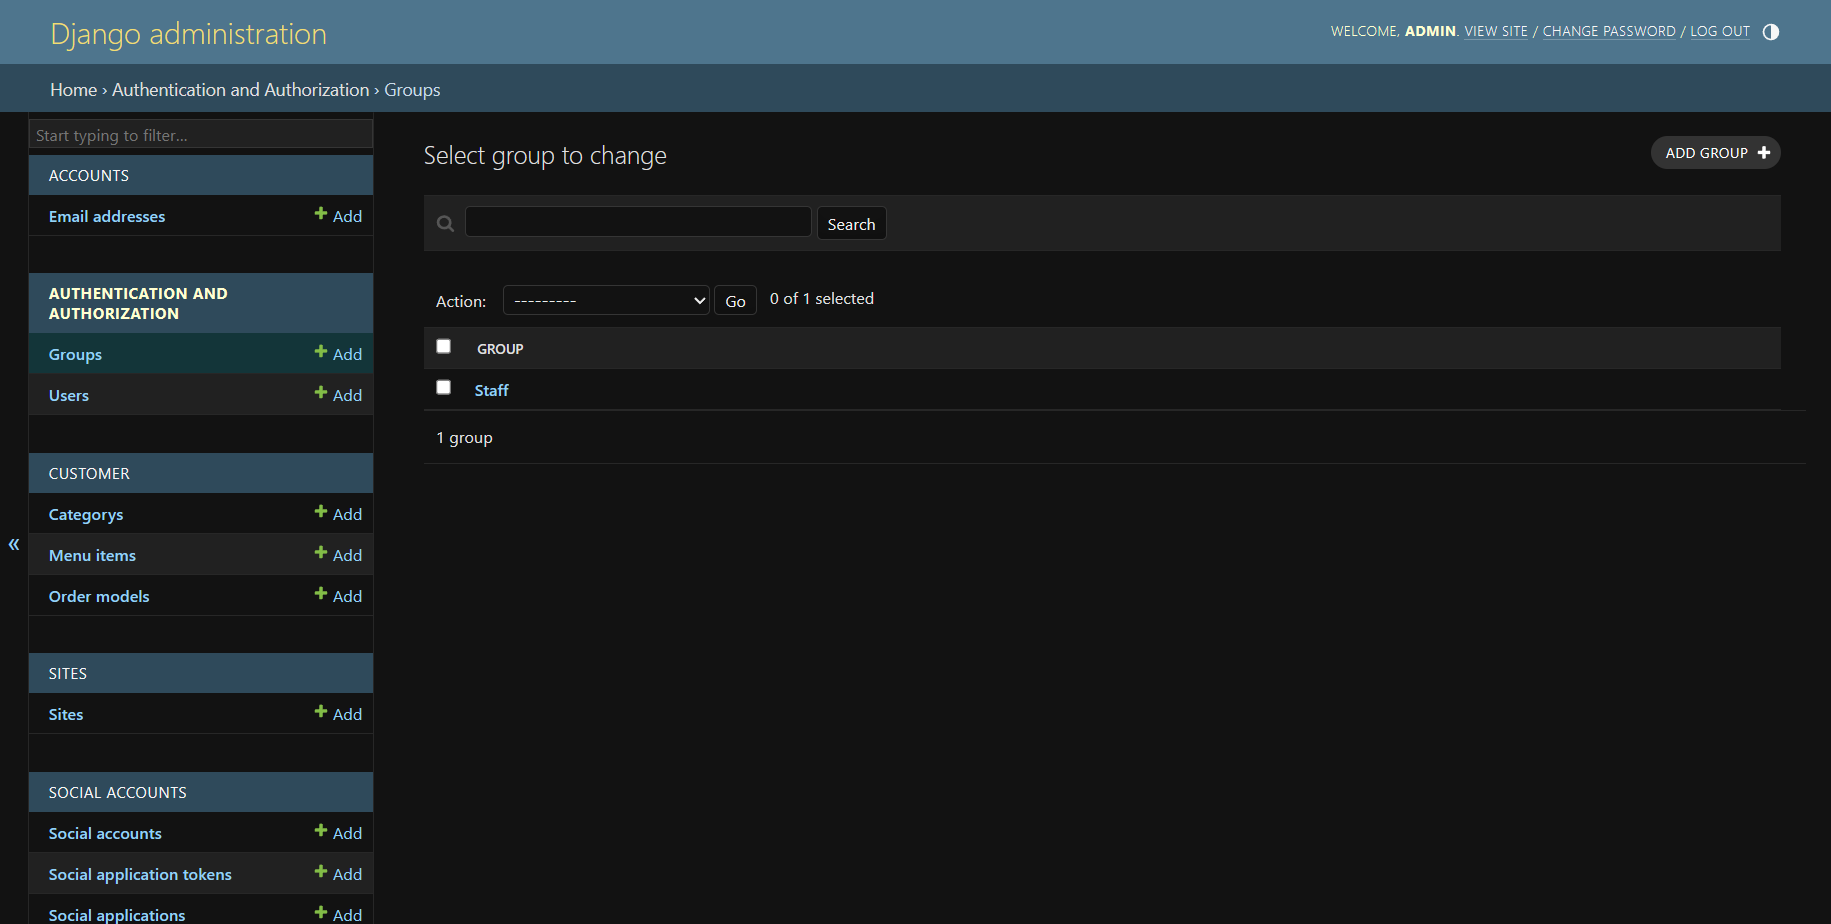 Django administration
WELCOME, ADMIN. VIEW SITE / CHANGE PASSWORD / LOG OUT
Home › Authentication and Authorization › Groups
Start typing to filter...
ACCOUNTS
Email addresses Add
AUTHENTICATION AND
AUTHORIZATION
Groups Add
Users Add
CUSTOMER
Categorys Add
Menu items Add
Order models Add
SITES
Sites Add
SOCIAL ACCOUNTS
Social accounts Add
Social application tokens Add
Social applications Add
«
Select group to change
ADD GROUP
Search
Action: --------- Go 0 of 1 selected
GROUP
Staff
1 group